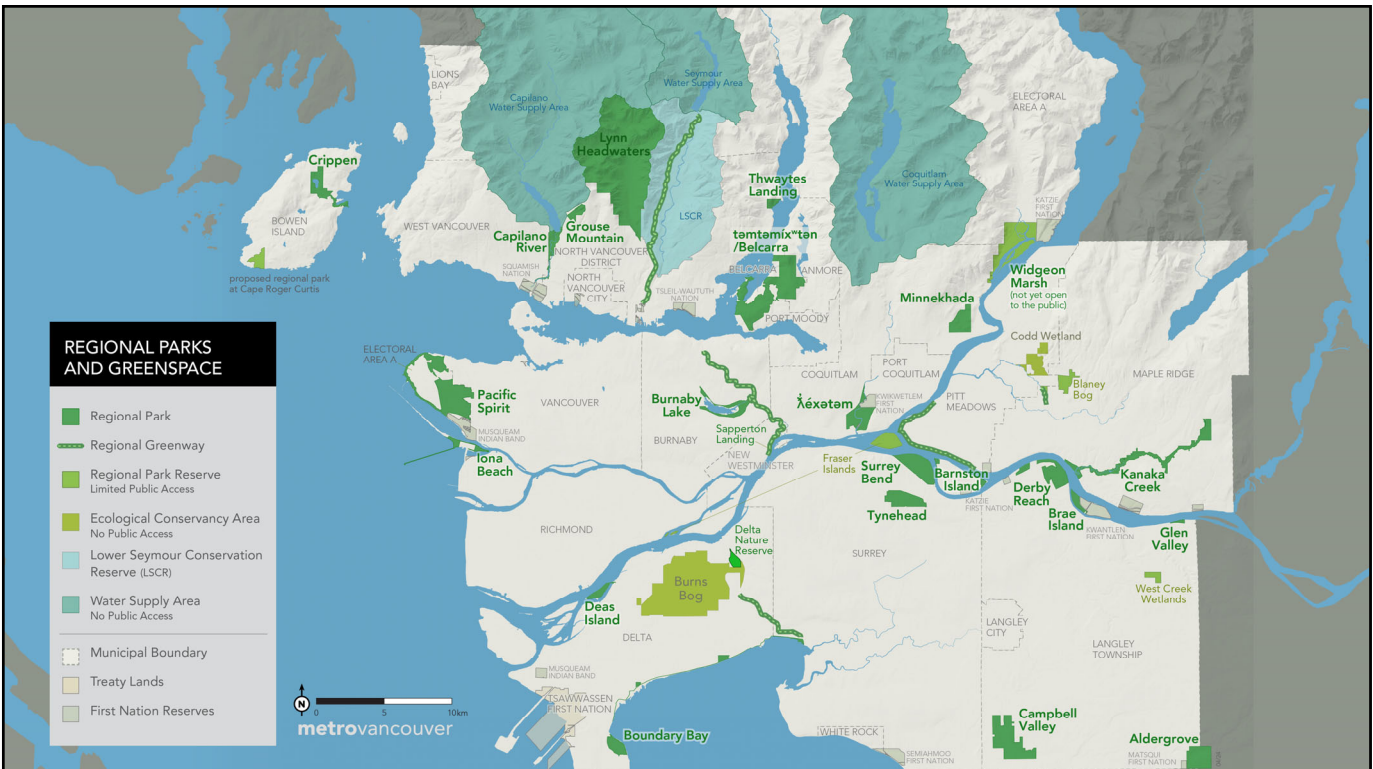 LIONS
BAY
Capilano
Water Supply Area
Seymour
Water Supply Area
ELECTORAL
AREA A
Lynn
Headwaters
Crippen
Thwaytes
Landing
Coquitlam
Water Supply Area
KATZIE
FIRST
NATION
BOWEN
ISLAND
WEST VANCOUVER
Capilano
River
Grouse
Mountain
LSCR
təmtəmíxʷtən
/Belcarra
NORTH VANCOUVER
DISTRICT
SQUAMISH
NATION
NORTH
VANCOUVER
CITY
BELCARRA
ANMORE
Widgeon
Marsh
(not yet open
to the public)
proposed regional park
at Cape Roger Curtis
TSLEIL-WAUTUTH
NATION
Minnekhada
PORT MOODY
REGIONAL PARKS
AND GREENSPACE
Regional Park
Regional Greenway
Regional Park Reserve
Limited Public Access
Ecological Conservancy Area
No Public Access
Lower Seymour Conservation
Reserve (LSCR)
Water Supply Area
No Public Access
Municipal Boundary
Treaty Lands
First Nation Reserves
ELECTORAL
AREA A
Codd Wetland
COQUITLAM
PORT
COQUITLAM
MAPLE RIDGE
Blaney
Bog
Pacific
Spirit
VANCOUVER
Burnaby
Lake
ƛ̓éxətəm
KWIKWETLEM
FIRST
NATION
PITT
MEADOWS
MUSQUEAM
INDIAN BAND
BURNABY
Sapperton
Landing
Iona
Beach
NEW
WESTMINSTER
Fraser
Islands
Surrey
Bend
Barnston
Island
KATZIE
FIRST NATION
Derby
Reach
Kanaka
Creek
Tynehead
Brae
Island
KWANTLEN
FIRST NATION
Glen
Valley
RICHMOND
Delta
Nature
Reserve
SURREY
Burns
Bog
West Creek
Wetlands
Deas
Island
DELTA
LANGLEY
CITY
LANGLEY
TOWNSHIP
MUSQUEAM
INDIAN BAND
TSAWWASSEN
FIRST NATION
N
0 5 10km
metrovancouver
Boundary Bay
WHITE ROCK
SEMIAHMOO
FIRST NATION
Campbell
Valley
Aldergrove
MATSQUI
FIRST NATION